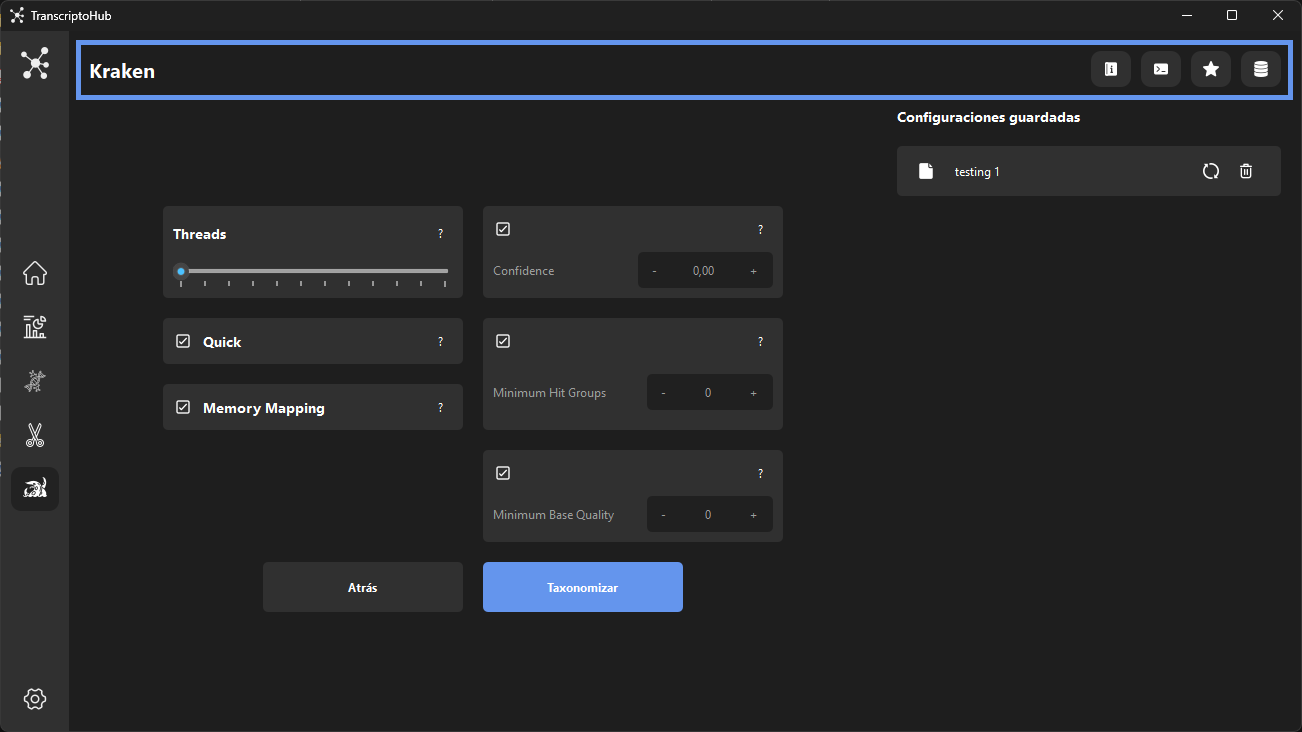 TranscriptoHub
Kraken
Configuraciones guardadas
testing 1
Threads ?
? 
Confidence - 0,00 +
Quick ?
?
Minimum Hit Groups - 0 +
Memory Mapping ?
?
Minimum Base Quality - 0 +
Atrás
Taxonomizar